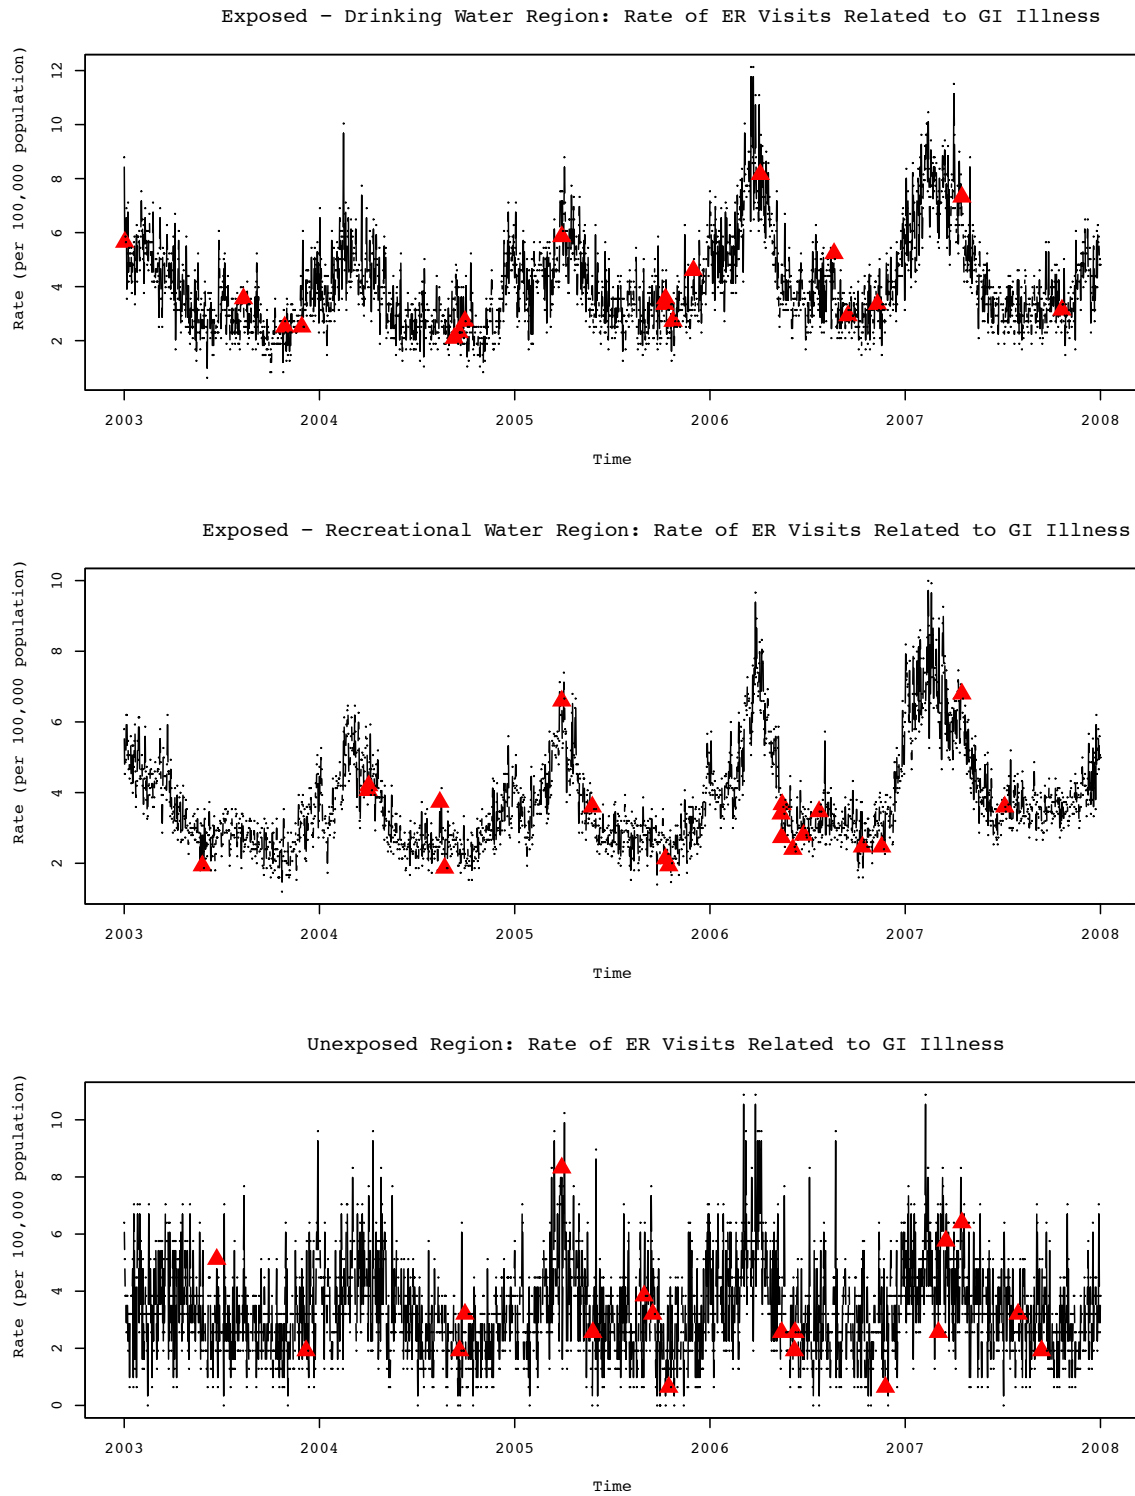 Exposed − Drinking Water Region: Rate of ER Visits Related to GI Illness
Rate (per 100,000 population)
12
10
8
6
4
2
2003 2004 2005 2006 2007 2008
Time
Exposed − Recreational Water Region: Rate of ER Visits Related to GI Illness
Rate (per 100,000 population)
10
8
6
4
2
2003 2004 2005 2006 2007 2008
Time
Unexposed Region: Rate of ER Visits Related to GI Illness
Rate (per 100,000 population)
10
8
6
4
2
0
2003 2004 2005 2006 2007 2008
Time